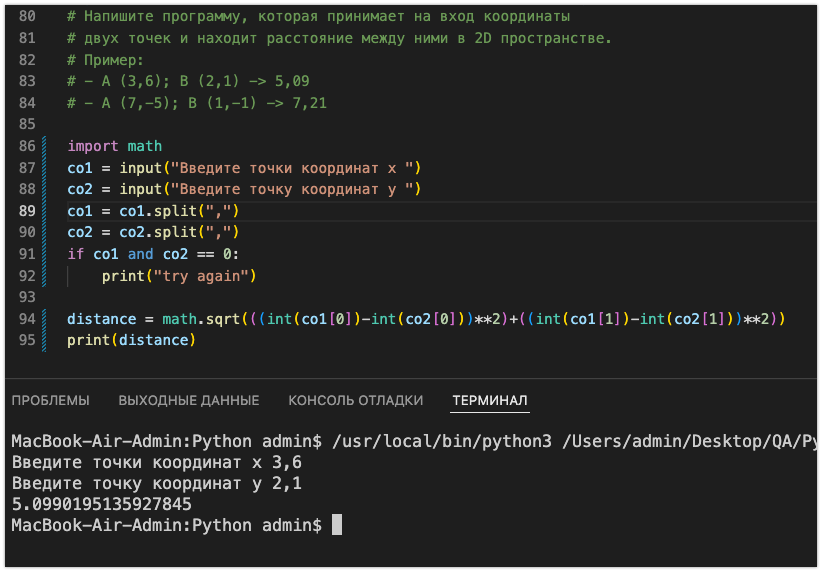 80 # Напишите программу, которая принимает на вход координаты
81 # двух точек и находит расстояние между ними в 2D пространстве.
82 # Пример:
83 # - A (3,6); B (2,1) -> 5,09
84 # - A (7,-5); B (1,-1) -> 7,21
85
86 import math
87 co1 = input("Введите точки координат x ")
88 co2 = input("Введите точку координат y ")
89 co1 = co1.split(",")
90 co2 = co2.split(",")
91 if co1 and co2 == 0:
92     print("try again")
93
94 distance = math.sqrt(((int(co1[0])-int(co2[0]))**2)+((int(co1[1])-int(co2[1]))**2))
95 print(distance)
ПРОБЛЕМЫ ВЫХОДНЫЕ ДАННЫЕ КОНСОЛЬ ОТЛАДКИ ТЕРМИНАЛ
MacBook-Air-Admin:Python admin$ /usr/local/bin/python3 /Users/admin/Desktop/QA/Py
Введите точки координат x 3,6
Введите точку координат y 2,1
5.0990195135927845
MacBook-Air-Admin:Python admin$